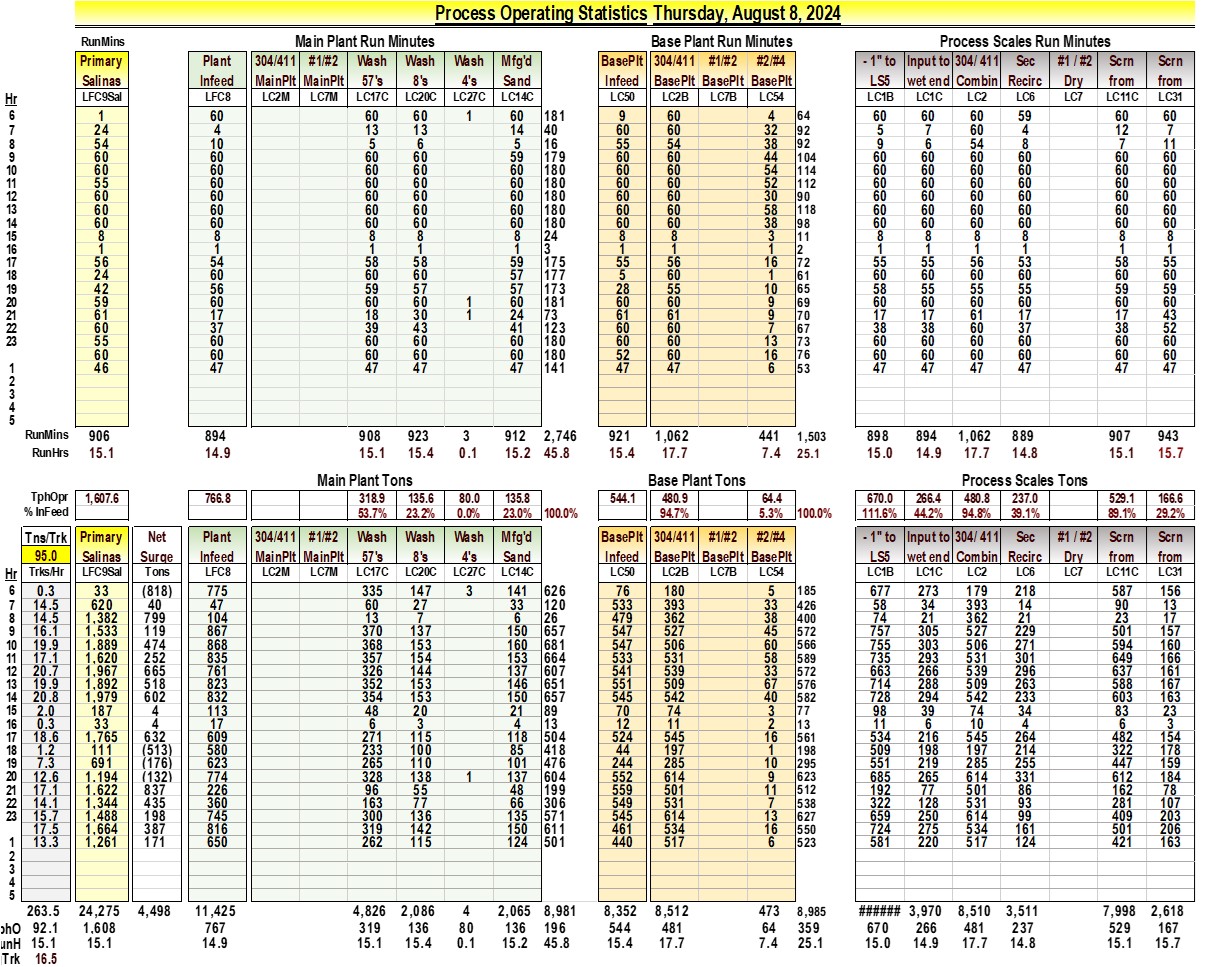 Process Operating Statistics Thursday, August 8, 2024
RunMins Main Plant Run Minutes Base Plant Run Minutes Process Scales Run Minutes
Primary Plant 304/411 #1/#2 Wash Wash Wash Mfg'd BasePlt 304/411 #1/#2 #2/#4 - 1" to Input to 304/ 411 Sec #1 / #2 Scrn Scrn
Salinas Infeed MainPlt MainPlt 57's 8's 4's Sand Infeed BasePlt BasePlt BasePlt LS5 wet end Combin Recirc Dry from from
Hr LFC9Sal LFC8 LC2M LC7M LC17C LC20C LC27C LC14C LC50 LC2B LC7B LC54 LC1B LC1C LC2 LC6 LC7 LC11C LC31
6 1 60 60 60 1 60 181 9 60 4 64 60 60 60 59 60 60
7 24 4 13 13 14 40 60 60 32 92 5 7 60 4 12 7
8 24 10 5 6 5 16 55 54 38 92 9 6 54 8 7 11
9 60 60 60 60 59 179 60 60 44 104 60 60 60 60 60 60
10 60 60 60 60 60 180 60 60 54 114 60 60 60 60 60 60
11 55 60 60 60 60 180 60 60 52 112 60 60 60 60 60 60
12 60 60 60 60 60 180 60 60 30 90 60 60 60 60 60 60
13 60 60 60 60 60 180 60 60 58 118 60 60 60 60 60 60
14 60 60 60 60 60 180 60 60 38 98 60 60 60 60 60 60
15 8 8 8 8 8 24 8 8 3 11 8 8 8 8 8 8
16 1 1 1 1 1 3 1 1 1 2 1 1 1 1 1 1
17 56 54 58 58 59 175 55 56 16 72 55 55 56 53 58 55
18 24 60 60 60 57 177 5 60 1 61 60 60 60 60 60 60
19 42 56 59 57 57 173 28 55 10 65 58 55 55 55 59 59
20 59 60 60 60 1 60 181 60 60 9 69 60 60 60 60 60 60
21 61 17 18 30 1 24 73 61 61 9 70 17 17 61 17 17 43
22 60 37 39 43 41 123 60 60 7 67 38 38 60 37 38 52
23 55 60 60 60 60 180 60 60 13 73 60 60 60 60 60 60
60 60 60 60 60 180 52 60 16 76 60 60 60 60 60 60
1 46 47 47 47 47 141 47 47 6 53 47 47 47 47 47 47
2
3
4
5
RunMins 906 894 908 923 3 912 2,746 921 1,062 441 1,503 898 894 1,062 889 907 943
RunHrs 15.1 14.9 15.1 15.4 0.1 15.2 45.8 15.4 17.7 7.4 25.1 15.0 14.9 17.7 14.8 15.1 15.7
Main Plant Tons Base Plant Tons Process Scales Tons
TphOpr 1,607.6 766.8 318.9 135.6 80.0 135.8 544.1 480.9 64.4 670.0 266.4 480.8 237.0 529.1 166.6
% InFeed 53.7% 23.2% 0.0% 23.0% 100.0% 94.7% 5.3% 100.0% 111.6% 44.2% 94.8% 39.1% 89.1% 29.2%
Tns/Trk Primary Net Plant 304/411 #1/#2 Wash Wash Wash Mfg'd BasePlt 304/411 #1/#2 #2/#4 - 1" to Input to 304/ 411 Sec #1 / #2 Scrn Scrn
95.0 Salinas Surge Infeed MainPlt MainPlt 57's 8's 4's Sand Infeed BasePlt BasePlt BasePlt LS5 wet end Combin Recirc Dry from from
Hr Trks/Hr LFC9Sal Tons LFC8 LC2M LC7M LC17C LC20C LC27C LC14C LC50 LC2B LC7B LC54 LC1B LC1C LC2 LC6 LC7 LC11C LC31
6 0.3 33 (818) 775 335 147 3 141 626 76 180 5 185 677 273 179 218 587 156
7 14.5 620 40 47 60 27 33 120 533 393 33 426 58 34 393 14 90 13
8 14.5 1,382 799 104 13 7 6 26 479 362 38 400 74 21 362 21 23 17
9 16.1 1,533 119 867 370 137 150 657 547 527 45 572 757 305 527 229 501 157
10 19.9 1,889 474 868 368 153 160 681 547 506 60 566 755 303 506 271 594 160
11 17.1 1,620 252 835 357 154 153 664 533 531 58 589 735 293 531 301 649 166
12 20.7 1,967 665 761 326 144 137 607 541 539 33 572 663 266 539 296 637 161
13 19.9 1,892 518 823 352 153 146 651 551 509 67 576 714 288 509 263 588 167
14 20.8 1,979 602 832 354 153 150 657 545 542 40 582 728 294 542 233 603 163
15 2.0 187 4 113 48 20 21 89 70 74 3 77 98 39 74 34 83 23
16 0.3 33 4 17 6 3 4 13 12 11 2 13 11 6 10 4 6 3
17 18.6 1,765 632 609 271 115 118 504 524 545 16 561 534 216 545 264 482 154
18 1.2 111 (513) 580 233 100 85 418 44 197 1 198 509 198 197 214 322 178
19 7.3 691 (176) 623 265 110 101 476 244 285 10 295 551 219 285 255 447 159
20 12.6 1,194 (132) 774 328 138 1 137 604 552 614 9 623 685 265 614 331 612 184
21 17.1 1,622 837 226 96 55 48 199 559 501 11 512 192 77 501 86 162 78
22 14.1 1,344 435 360 163 77 66 306 549 531 7 538 322 128 531 93 281 107
23 15.7 1,488 198 745 300 136 135 571 545 614 13 627 659 250 614 99 409 203
17.5 1,664 387 816 319 142 150 611 461 534 16 550 724 275 534 161 501 206
1 13.3 1,261 171 650 262 115 124 501 440 517 6 523 581 220 517 124 421 163
2
3
4
5
263.5 24,275 4,498 11,425 4,826 2,086 4 2,065 8,981 8,352 8,512 473 8,985 ###### 3,970 8,510 3,511 7,998 2,618
phO 92.1 1,608 767 319 136 80 136 196 544 481 64 359 670 266 481 237 529 167
unH 15.1 15.1 14.9 15.1 15.4 0.1 15.2 45.8 15.4 17.7 7.4 25.1 15.0 14.9 17.7 14.8 15.1 15.7
Trk 16.5